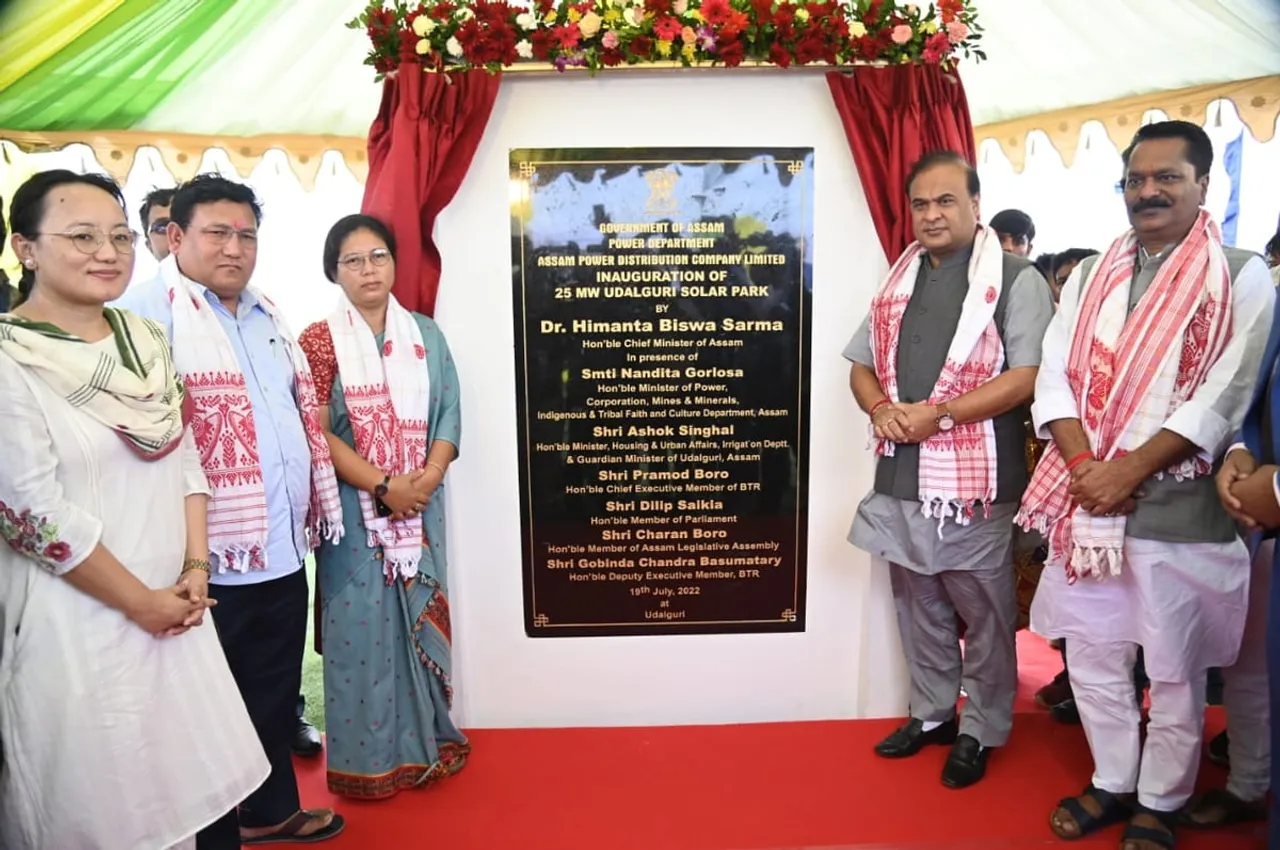 GOVERNMENT OF ASSAM
POWER DEPARTMENT
ASSAM POWER DISTRIBUTION COMPANY LIMITED
INAUGURATION OF
25 MW UDALGURI SOLAR PARK
BY
Dr. Himanta Biswa Sarma
Hon'ble Chief Minister of Assam
In presence of
Smti Nandita Gorlosa
Hon'ble Minister of Power,
Corporation, Mines & Minerals,
Indigenous & Tribal Faith and Culture Department, Assam
Shri Ashok Singhal
Hon'ble Minister, Housing & Urban Affairs, Irrigat'on Deptt.
& Guardian Minister of Udalguri, Assam
Shri Pramod Boro
Hon'ble Chief Executive Member of BTR
Shri Dilip Saikia
Hon'ble Member of Parliament
Shri Charan Boro
Hon'ble Member of Assam Legislative Assembly
Shri Gobinda Chandra Basumatary
Hon'ble Deputy Executive Member, BTR
19th July, 2022
at
Udalguri